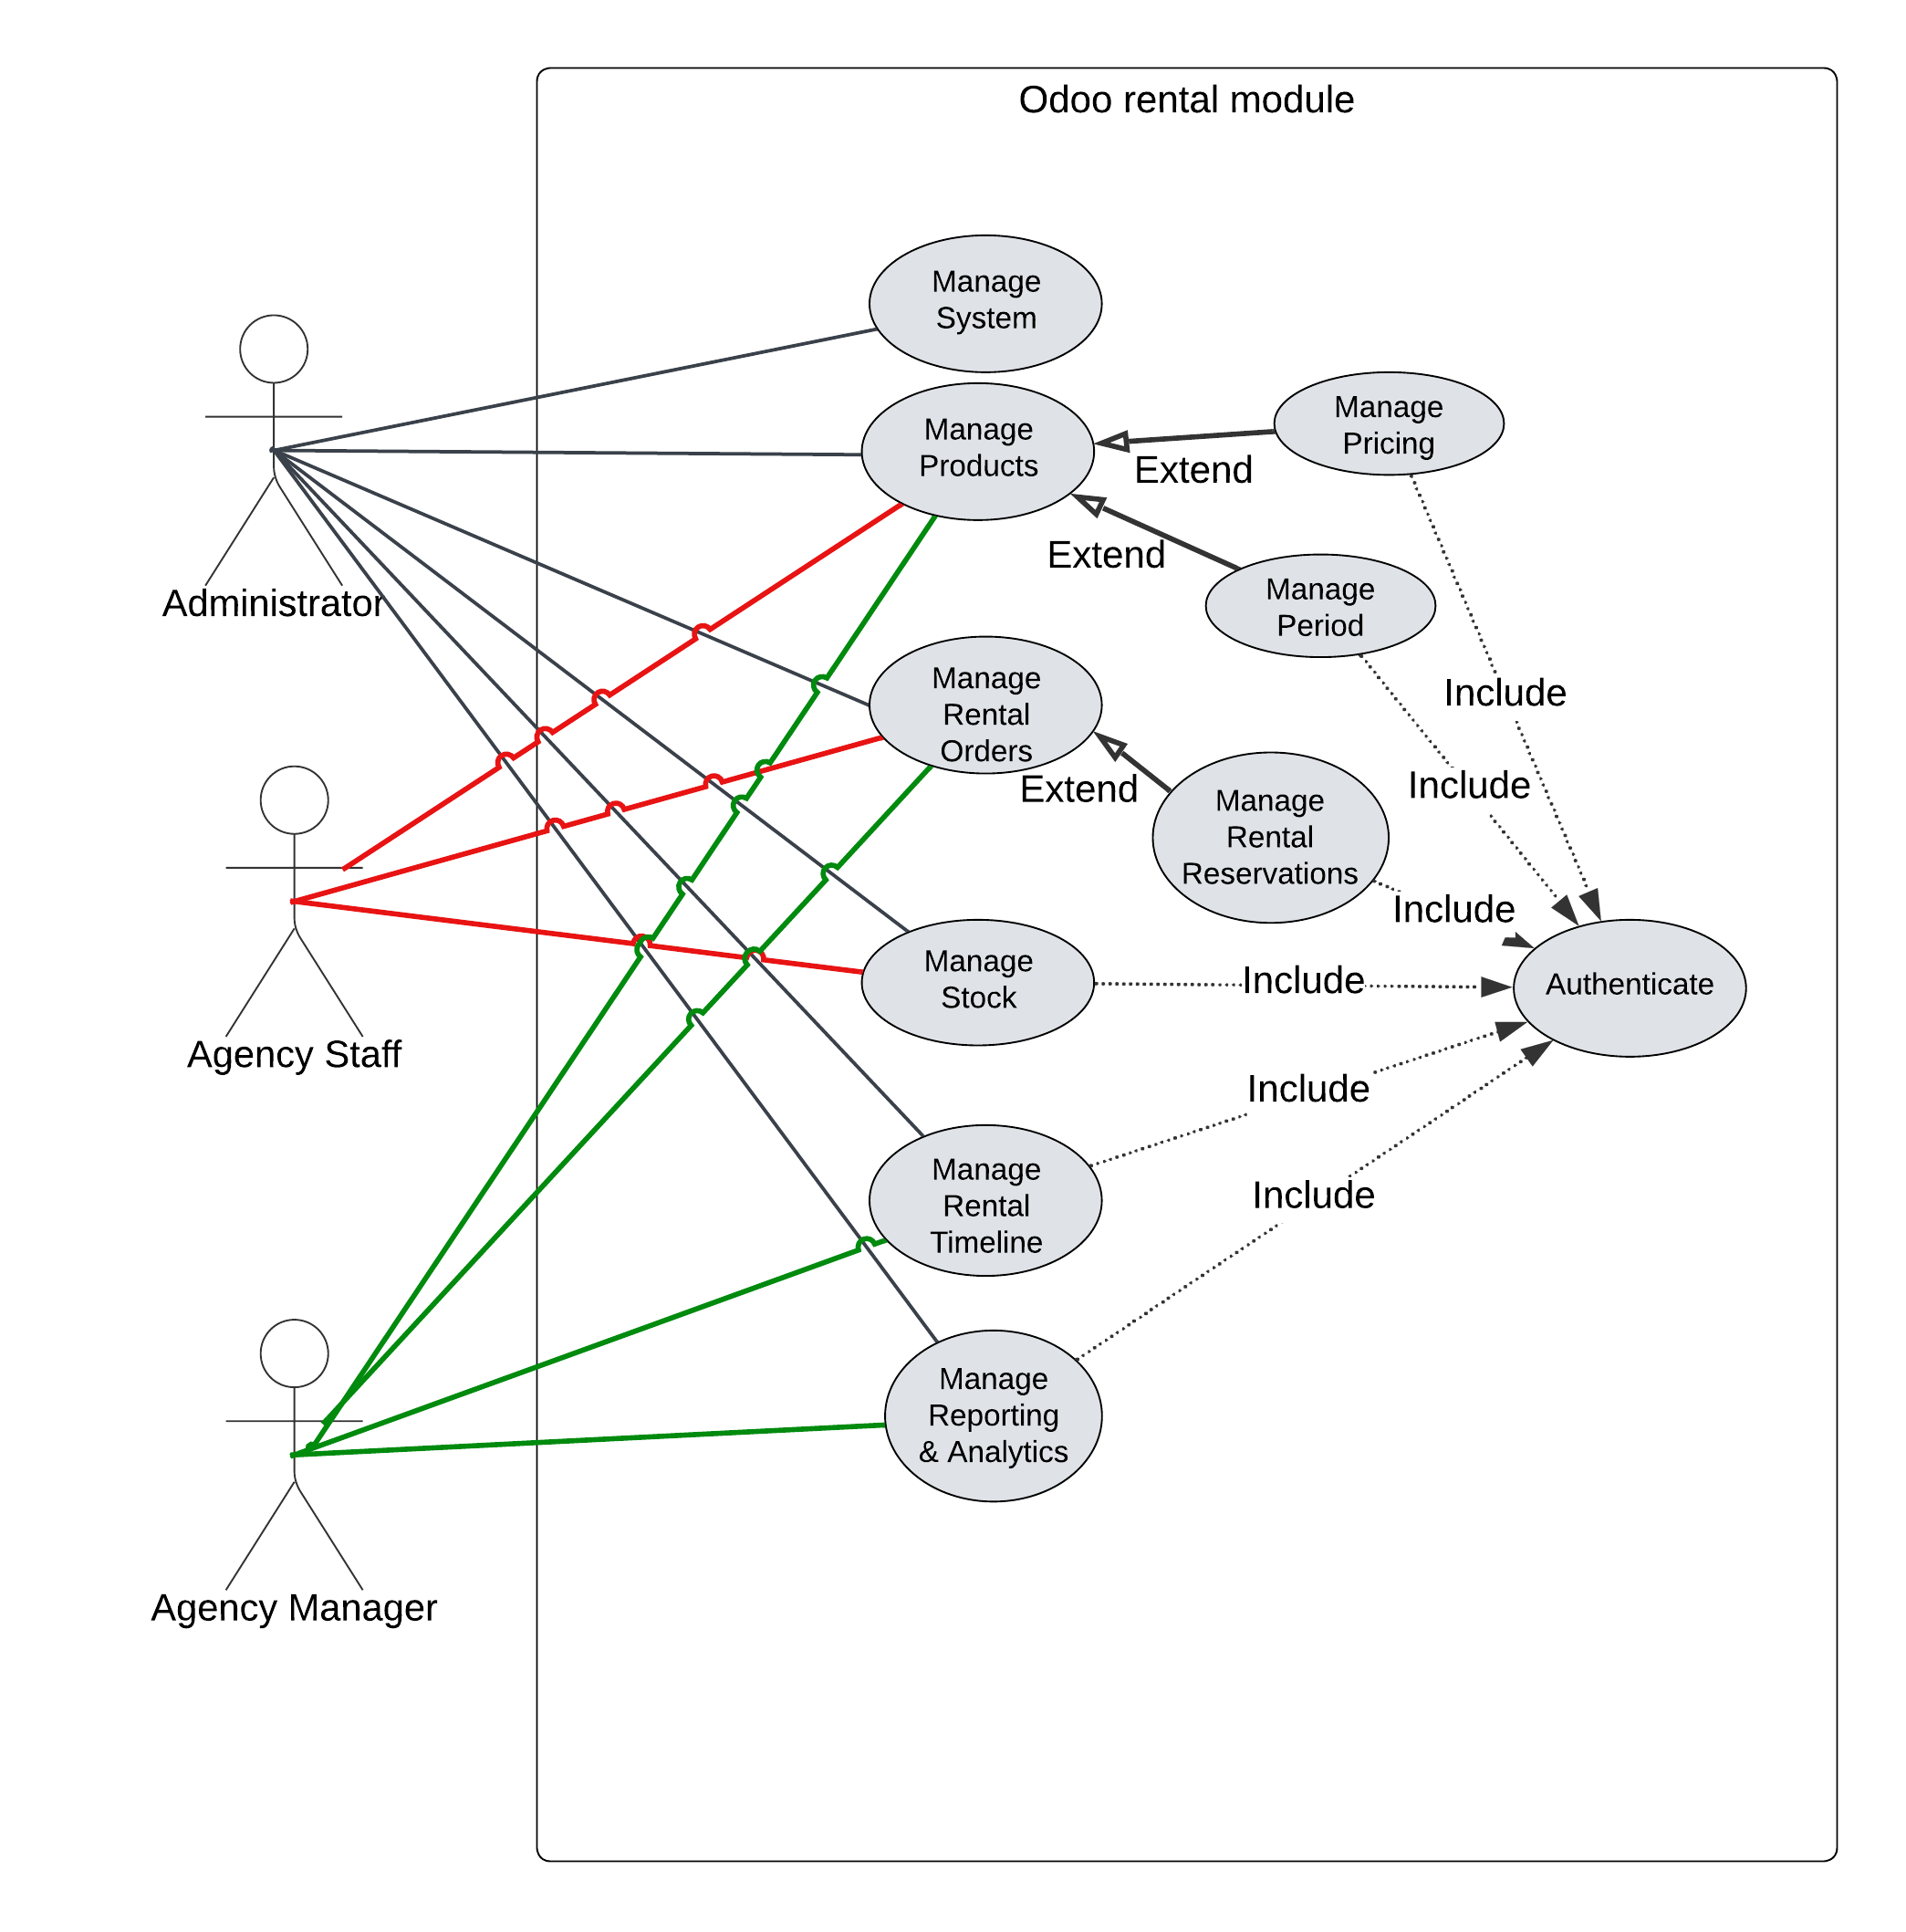 Odoo rental module
Manage
System
Manage
Products
Manage
Pricing
Extend
Extend
Manage
Period
Administrator
Manage
Rental
Orders
Include
Include
Extend
Manage
Rental
Reservations
Include
Manage
Stock
Include
Authenticate
Agency Staff
Include
Manage
Rental
Timeline
Include
Manage
Reporting
& Analytics
Agency Manager